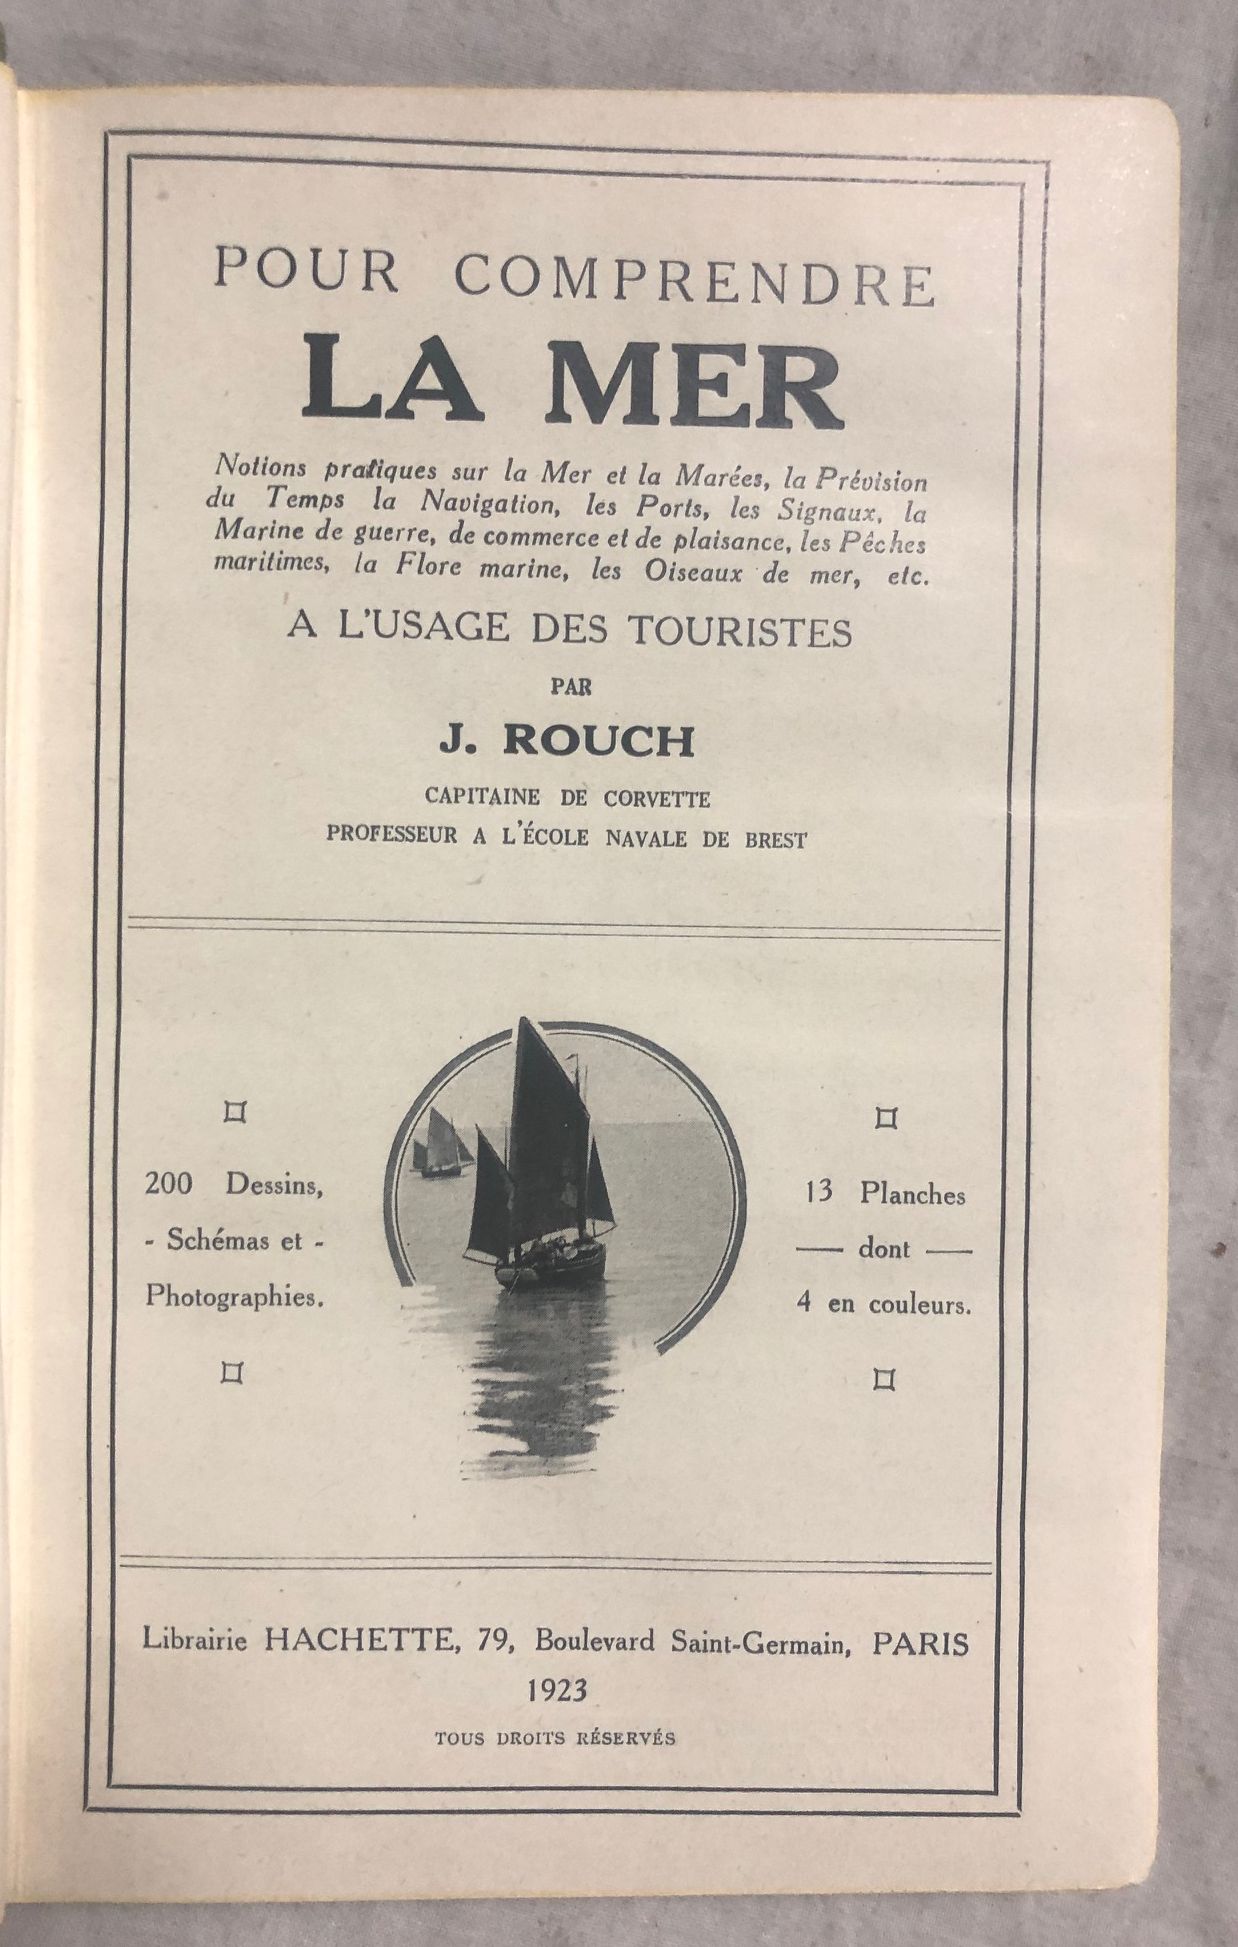 POUR COMPRENDRE
LA MER
Notions pratiques sur la Mer et la Marées, la Prévision
du Temps la Navigation, les Ports, les Signaux, la
Marine de guerre, de commerce et de plaisance, les Pêches
maritimes, la Flore marine, les Oiseaux de mer, etc.
A L'USAGE DES TOURISTES
PAR
J. ROUCH
CAPITAINE DE CORVETTE
PROFESSEUR A L'ÉCOLE NAVALE DE BREST
200 Dessins,
- Schémas et -
Photographies.
13 Planches
— dont —
4 en couleurs.
Librairie HACHETTE, 79, Boulevard Saint-Germain, PARIS
1923
TOUS DROITS RÉSERVÉS